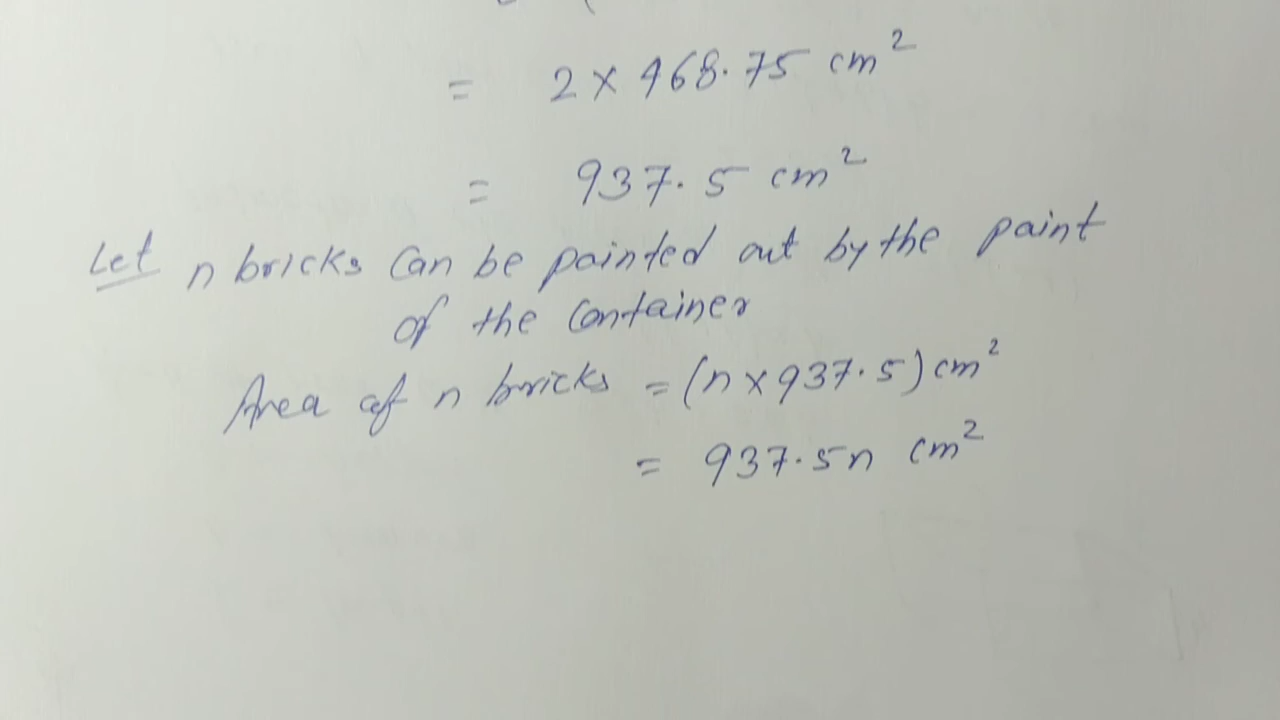 = 2 × 468.75 cm²
= 937.5 cm²
Let n bricks can be painted out by the paint
of the container
Area of n bricks = (n × 937.5) cm²
= 937.5n cm²